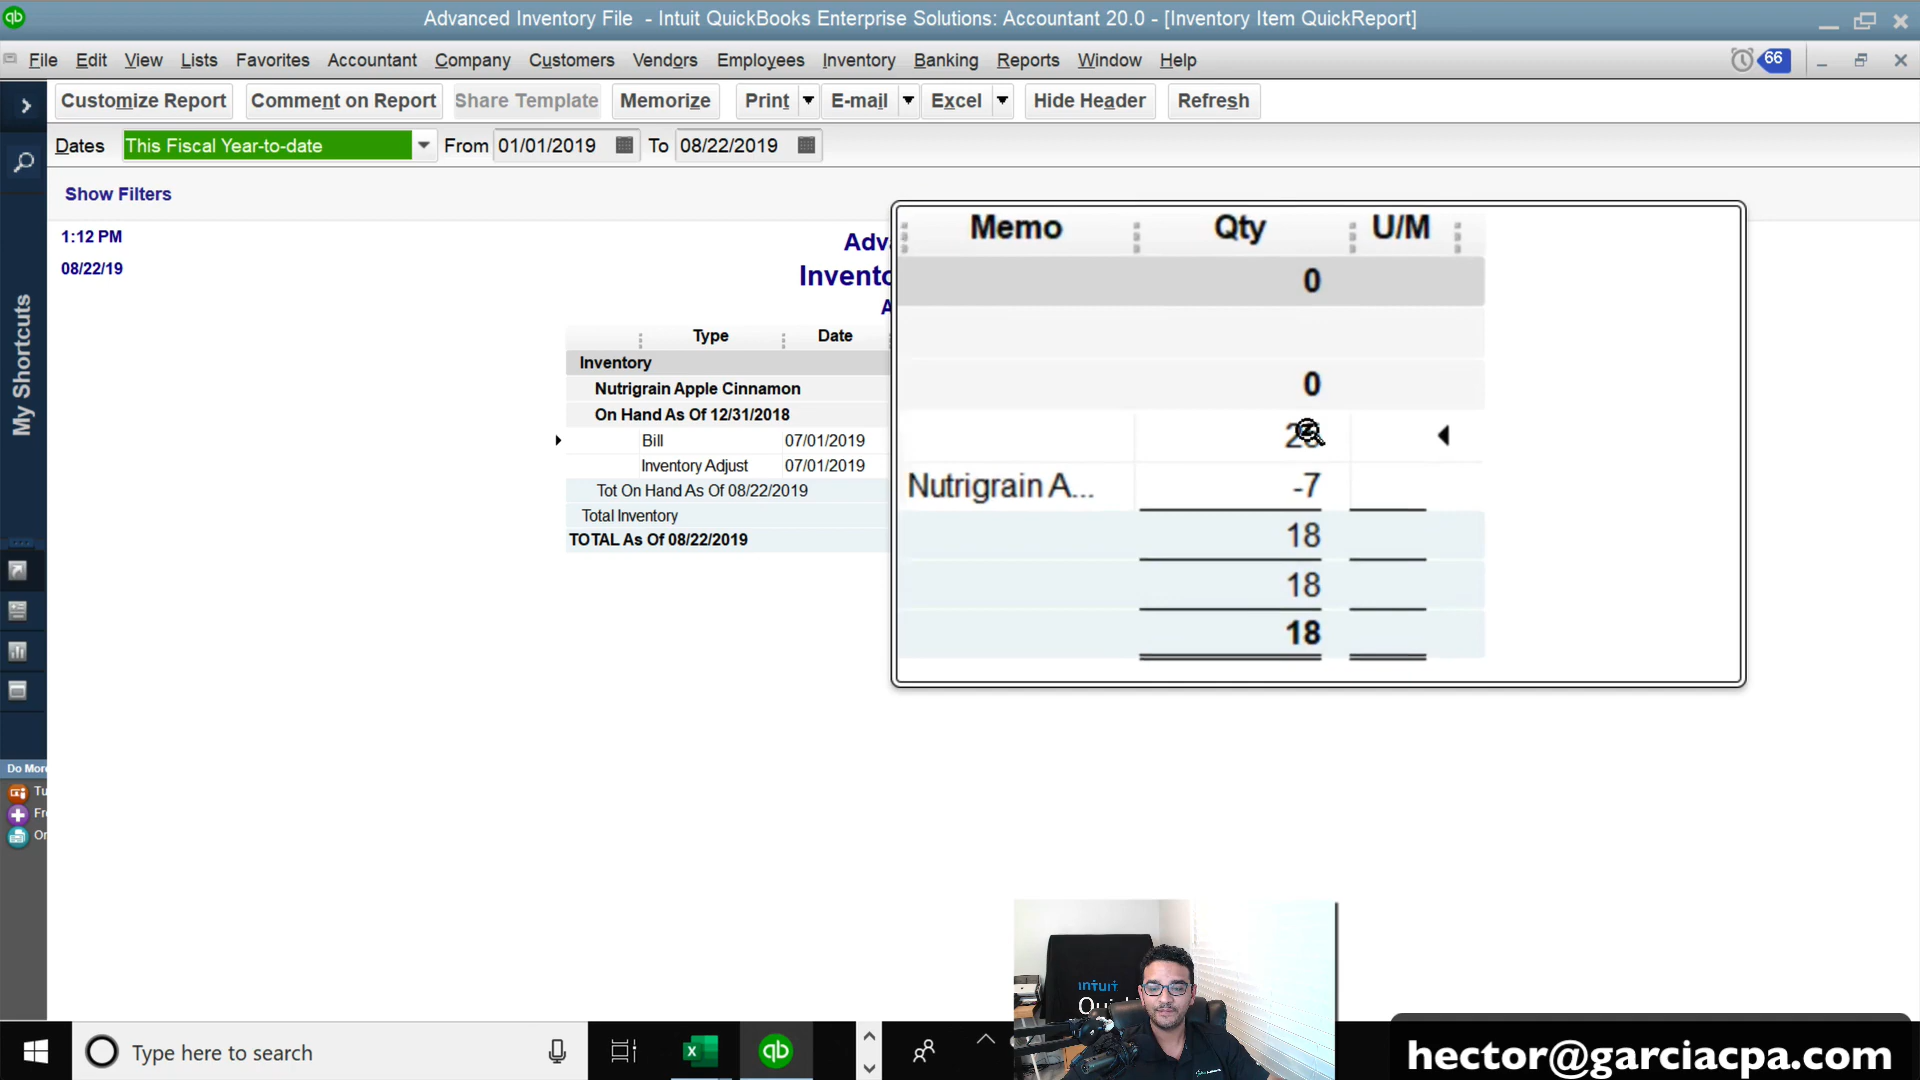 Advanced Inventory File - Intuit QuickBooks Enterprise Solutions: Accountant 20.0 - [Inventory Item QuickReport]
File Edit View Lists Favorites Accountant Company Customers Vendors Employees Inventory Banking Reports Window Help 66
Customize Report Comment on Report Share Template Memorize Print E-mail Excel Hide Header Refresh
Dates This Fiscal Year-to-date From 01/01/2019 To 08/22/2019
Show Filters
1:12 PM
08/22/19
My Shortcuts
Do More
Type Date
Inventory
Nutrigrain Apple Cinnamon
On Hand As Of 12/31/2018
Bill 07/01/2019
Inventory Adjust 07/01/2019
Tot On Hand As Of 08/22/2019
Total Inventory
TOTAL As Of 08/22/2019
Memo Qty U/M
0
0
Nutrigrain A... -7
18
18
18
intuit
Type here to search
hector@garciacpa.com